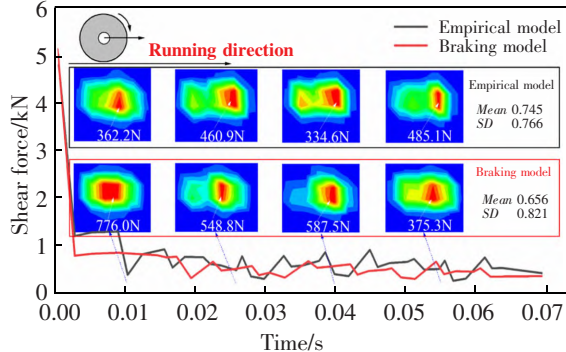 6
5
4
3
2
1
0
Shear force/kN
Running direction
Empirical model
Braking model
362.2N
460.9N
334.6N
485.1N
Empirical model
Mean 0.745
SD 0.766
776.0N
548.8N
587.5N
375.3N
Braking model
Mean 0.656
SD 0.821
0.00 0.01 0.02 0.03 0.04 0.05 0.06 0.07
Time/s